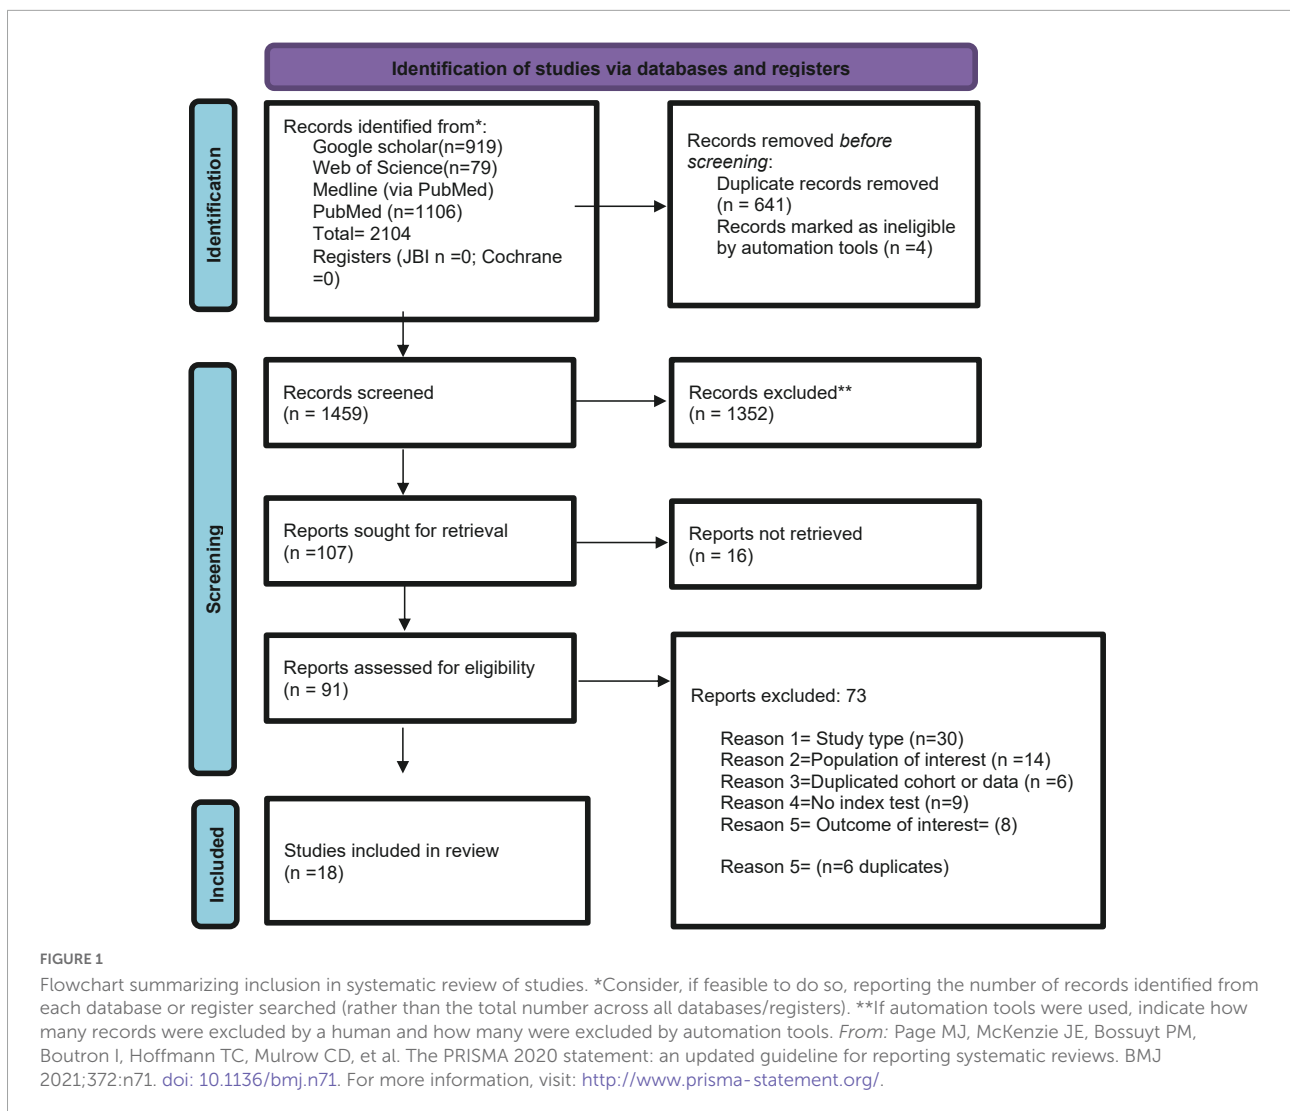 Identification of studies via databases and registers
Identification
Records identified from*:
Google scholar(n=919)
Web of Science(n=79)
Medline (via PubMed)
PubMed (n=1106)
Total= 2104
Registers (JBI n =0; Cochrane
=0)
Records removed before
screening:
Duplicate records removed
(n = 641)
Records marked as ineligible
by automation tools (n =4)
Screening
Records screened
(n = 1459)
Records excluded**
(n = 1352)
Reports sought for retrieval
(n =107)
Reports not retrieved
(n = 16)
Reports assessed for eligibility
(n = 91)
Reports excluded: 73
Reason 1= Study type (n=30)
Reason 2=Population of interest (n =14)
Reason 3=Duplicated cohort or data (n =6)
Reason 4=No index test (n=9)
Resaon 5= Outcome of interest= (8)
Reason 5= (n=6 duplicates)
Included
Studies included in review
(n =18)
FIGURE 1
Flowchart summarizing inclusion in systematic review of studies. *Consider, if feasible to do so, reporting the number of records identified from
each database or register searched (rather than the total number across all databases/registers). **If automation tools were used, indicate how
many records were excluded by a human and how many were excluded by automation tools. From: Page MJ, McKenzie JE, Bossuyt PM,
Boutron I, Hoffmann TC, Mulrow CD, et al. The PRISMA 2020 statement: an updated guideline for reporting systematic reviews. BMJ
2021;372:n71. doi: 10.1136/bmj.n71. For more information, visit: http://www.prisma-statement.org/.